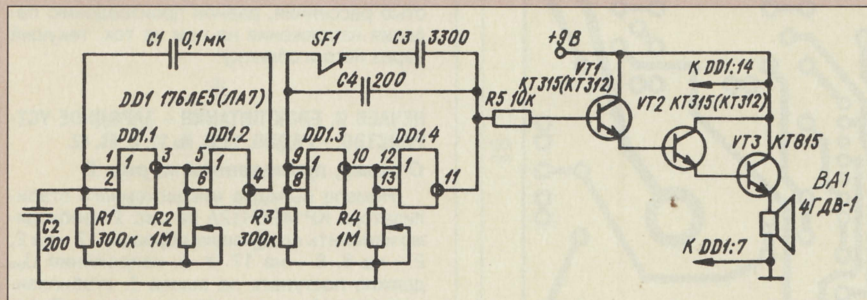 C1 0,1мк
SF1
C3 3300
C4 200
+9 В
DD1 176ЛЕ5(ЛА7)
DD1.1
DD1.2
DD1.3
DD1.4
1
2
1
3
5
6
1
4
9
8
1
10
12
13
1
11
C2
200
R1
300к
R2
1М
R3
300к
R4
1М
R5 10к
VT1
КТ315(КТ312)
VT2 КТ315(КТ312)
VT3 КТ815
К DD1:14
К DD1:7
BA1
4ГДВ-1